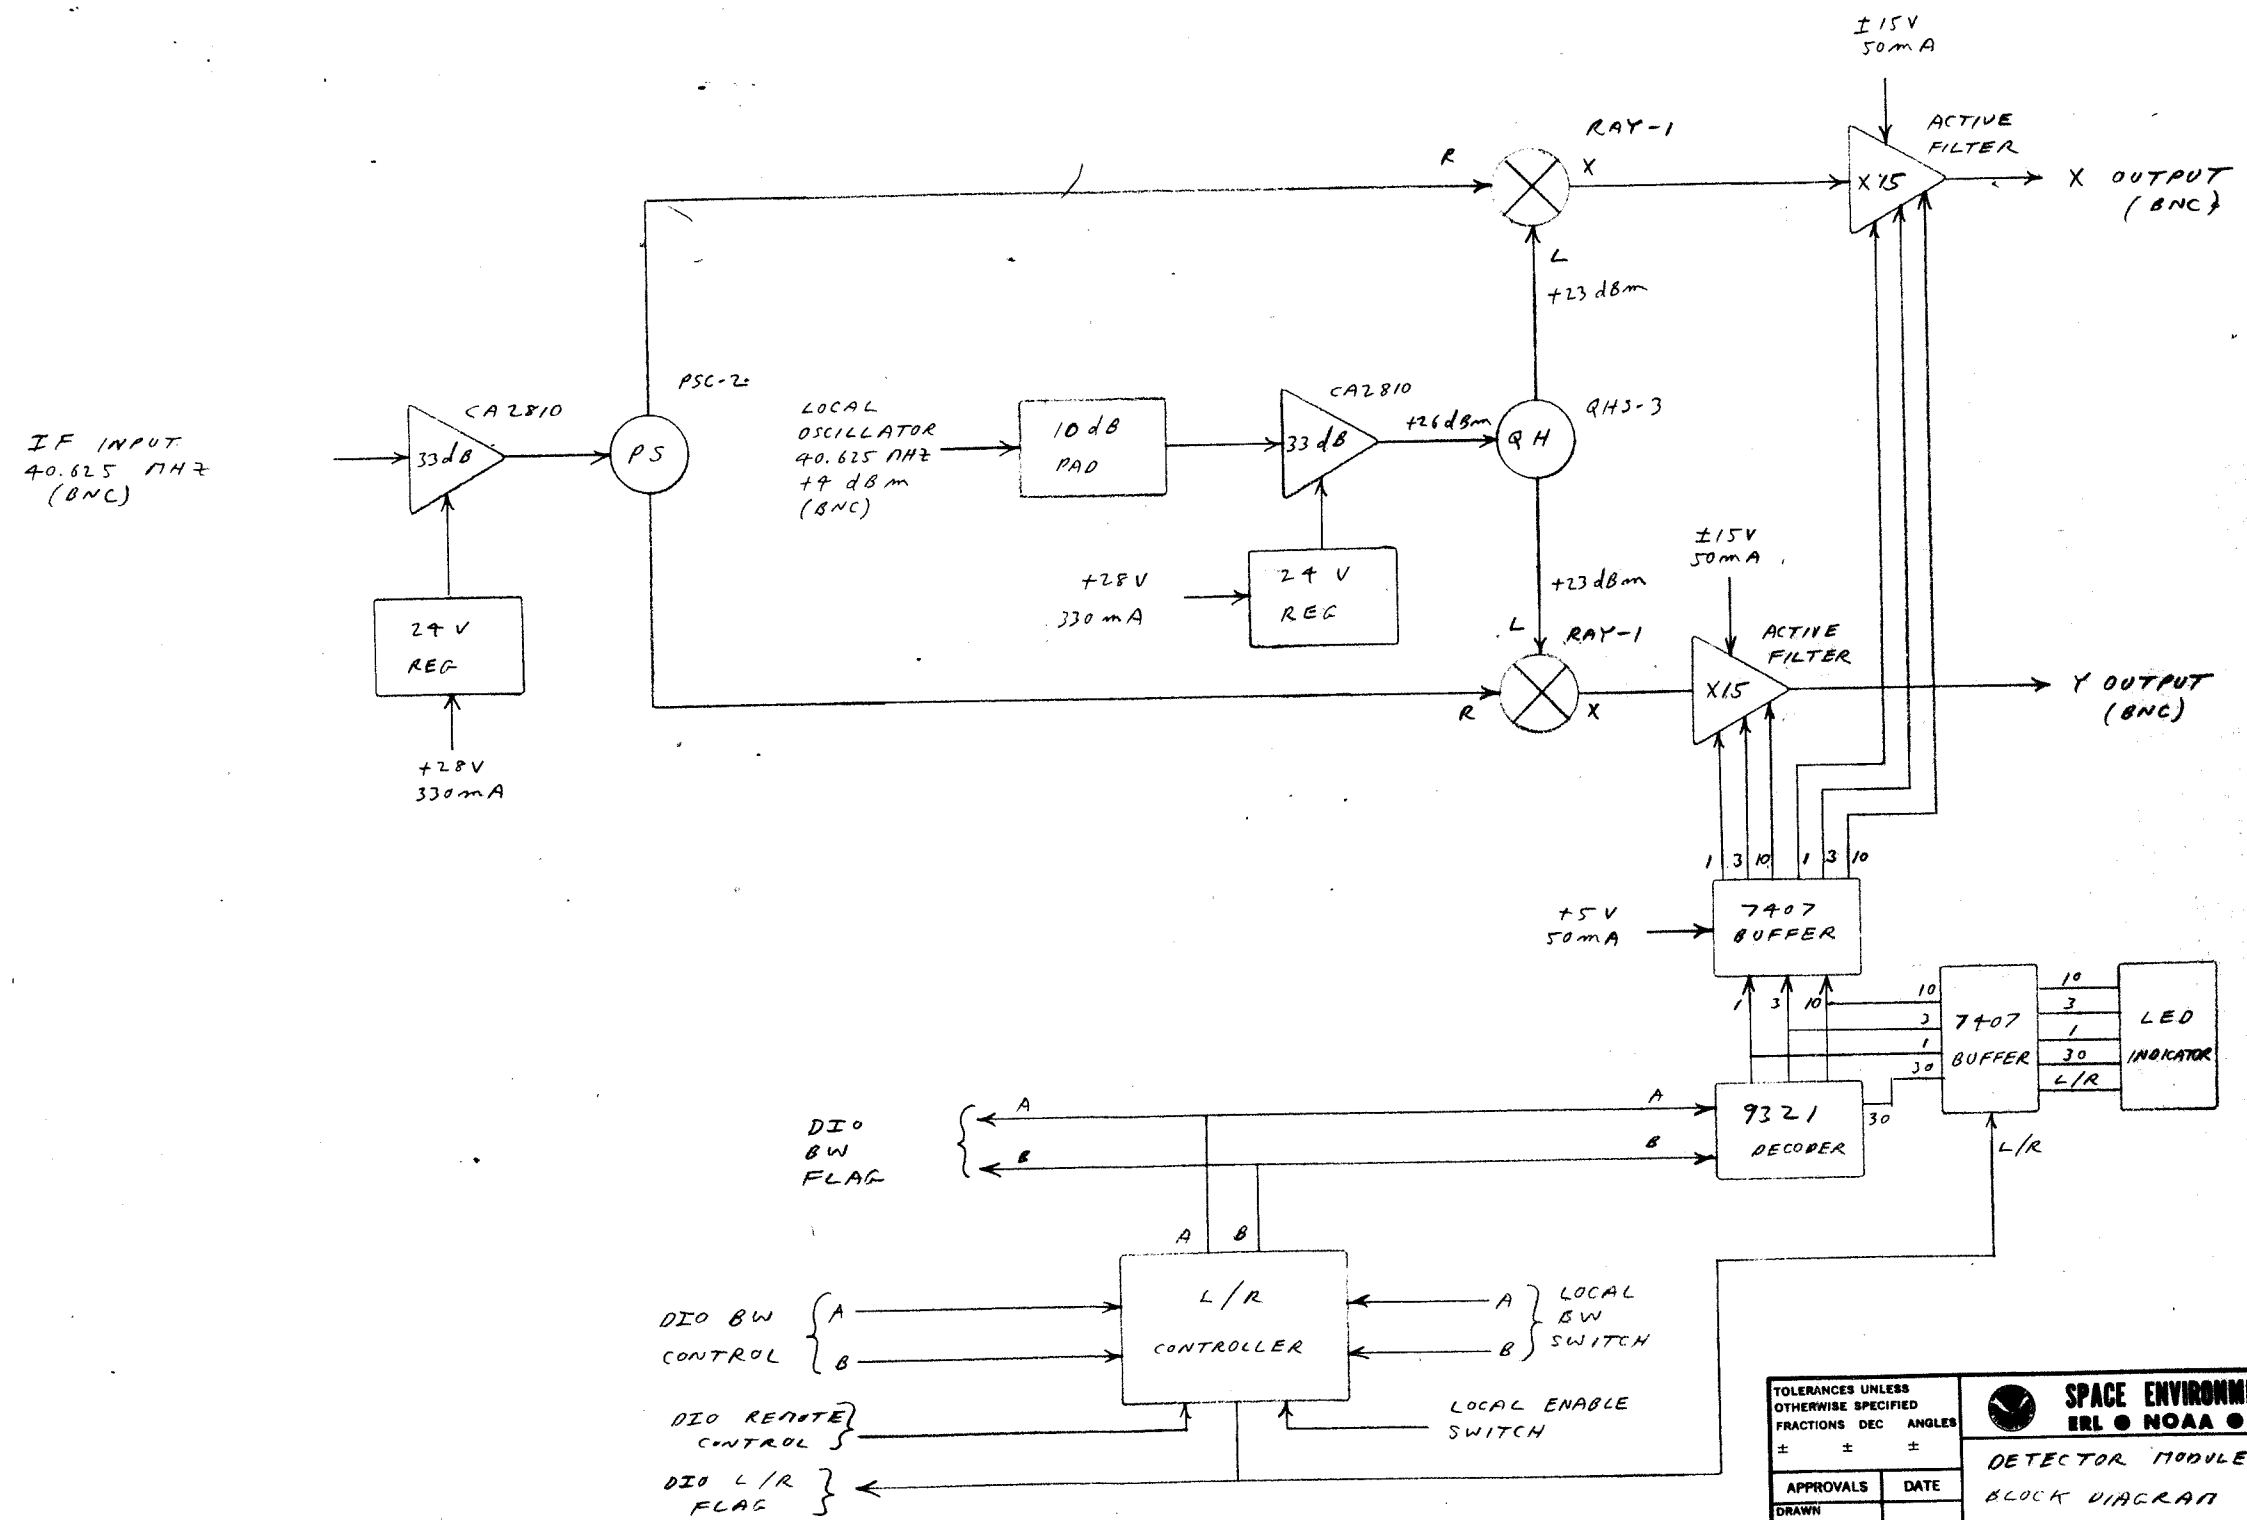 ±15V
50mA
ACTIVE
FILTER
RAY-1
R
X
X15
X OUTPUT
(BNC)
L
+23 dBm
PSC-2
CA2810
IF INPUT
40.625 MHZ
(BNC)
33dB
PS
LOCAL
OSCILLATOR
40.625 MHZ
+4 dBm
(BNC)
10 dB
PAD
CA2810
33dB
+26dBm
QH
QHS-3
24 V
REG
+28V
330mA
+28V
330mA
24 V
REG
+23dBm
L
RAY-1
R
X
±15V
50mA
ACTIVE
FILTER
X15
Y OUTPUT
(BNC)
1 3 10 1 3 10
+5V
50mA
7407
BUFFER
1 3 10
10
3
1
30
7407
BUFFER
10
3
1
30
L/R
LED
INDICATOR
DIO
BW
FLAG
A
B
A
B
9321
DECODER
30
L/R
A B
DIO BW
CONTROL
A
B
L/R
CONTROLLER
A
B
LOCAL
BW
SWITCH
DIO REMOTE
CONTROL
LOCAL ENABLE
SWITCH
DIO L/R
FLAG
TOLERANCES UNLESS
OTHERWISE SPECIFIED
FRACTIONS DEC ANGLES
± ± ±
APPROVALS DATE
DRAWN
SPACE ENVIRONM
ERL ● NOAA ●
DETECTOR MODULE
BLOCK DIAGRAM